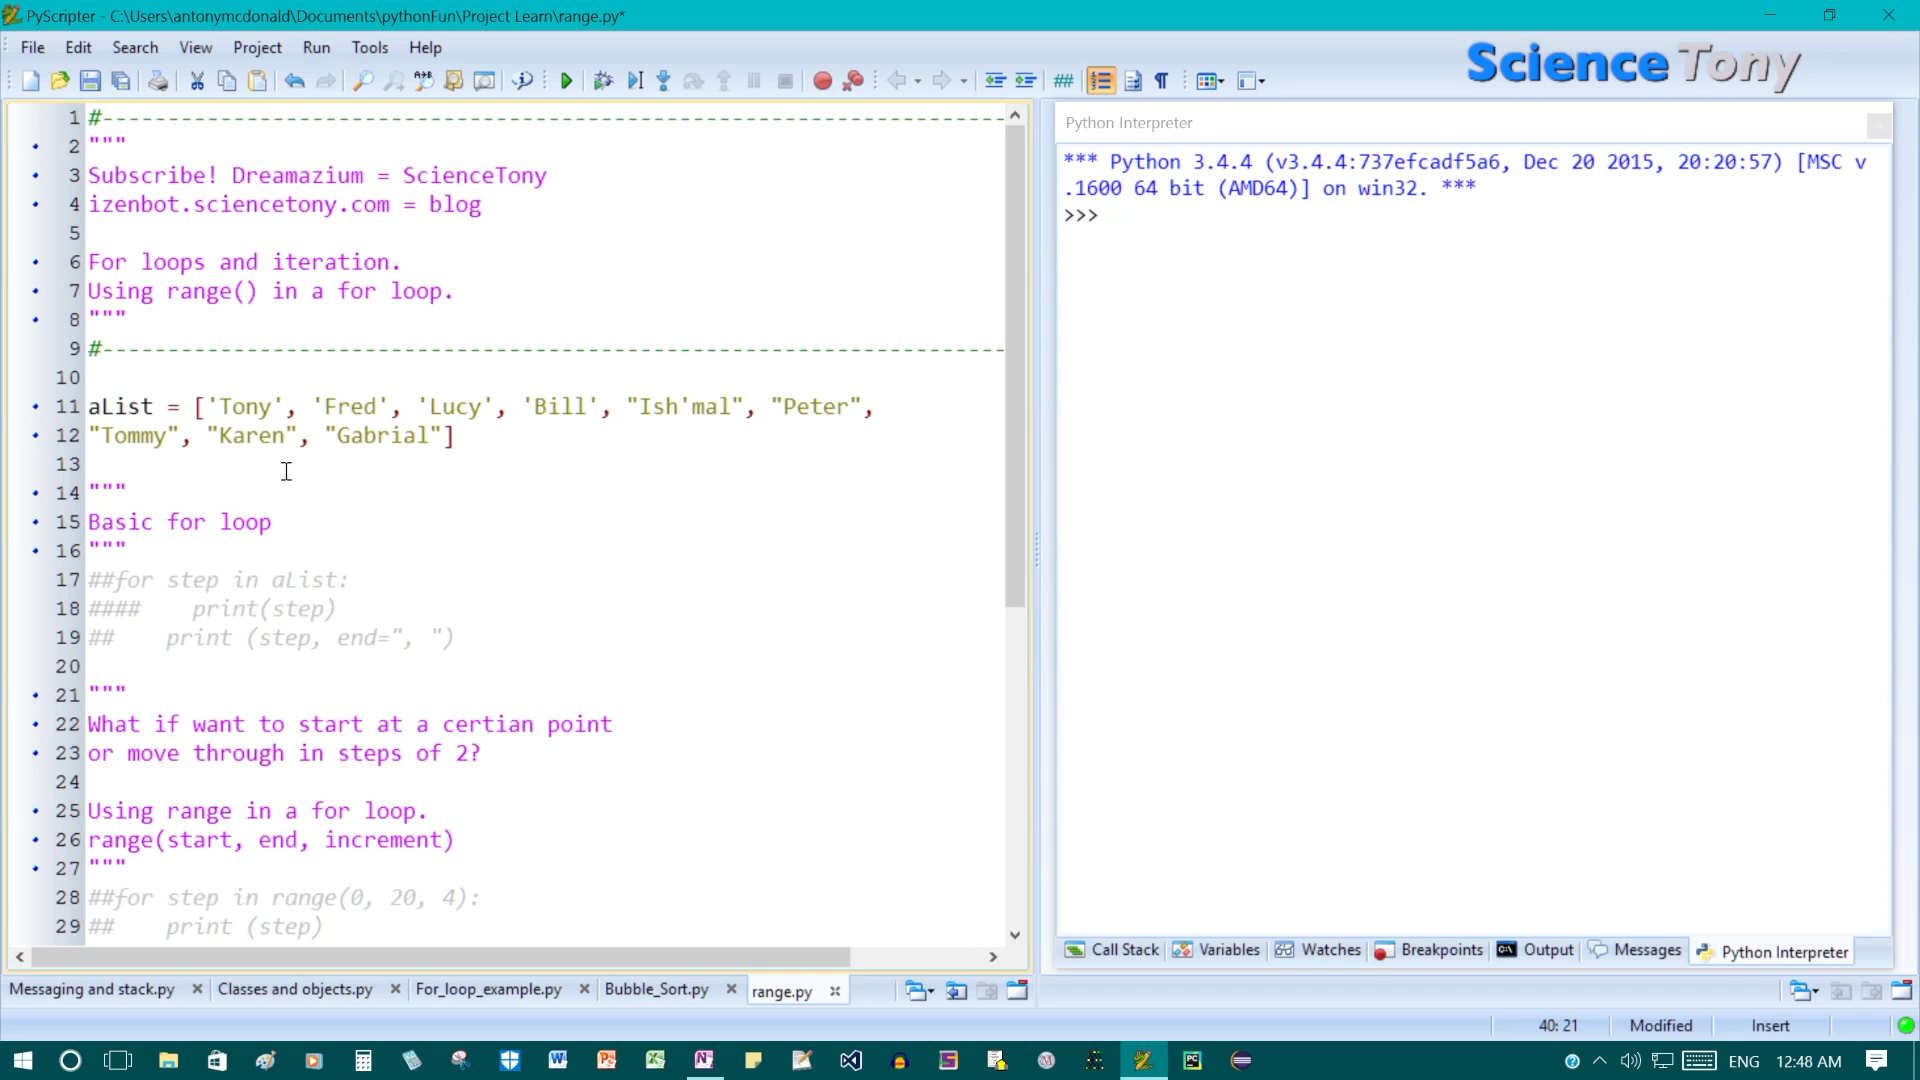 PyScripter - C:\Users\antonymcdonald\Documents\pythonFun\Project Learn\range.py*
File Edit Search View Project Run Tools Help
ScienceTony
1 #----------------------------------------------------------------------
2 """
3 Subscribe! Dreamazium = ScienceTony
4 izenbot.sciencetony.com = blog
5
6 For loops and iteration.
7 Using range() in a for loop.
8 """
9 #----------------------------------------------------------------------
10
11 aList = ['Tony', 'Fred', 'Lucy', 'Bill', "Ish'mal", "Peter",
12 "Tommy", "Karen", "Gabrial"]
13
14 """
15 Basic for loop
16 """
17 ##for step in aList:
18 ####    print(step)
19 ##    print (step, end=", ")
20
21 """
22 What if want to start at a certian point
23 or move through in steps of 2?
24
25 Using range in a for loop.
26 range(start, end, increment)
27 """
28 ##for step in range(0, 20, 4):
29 ##    print (step)
Python Interpreter
*** Python 3.4.4 (v3.4.4:737efcadf5a6, Dec 20 2015, 20:20:57) [MSC v
.1600 64 bit (AMD64)] on win32. ***
>>>
Call Stack Variables Watches Breakpoints Output Messages Python Interpreter
Messaging and stack.py Classes and objects.py For_loop_example.py Bubble_Sort.py range.py
40: 21 Modified Insert
ENG 12:48 AM